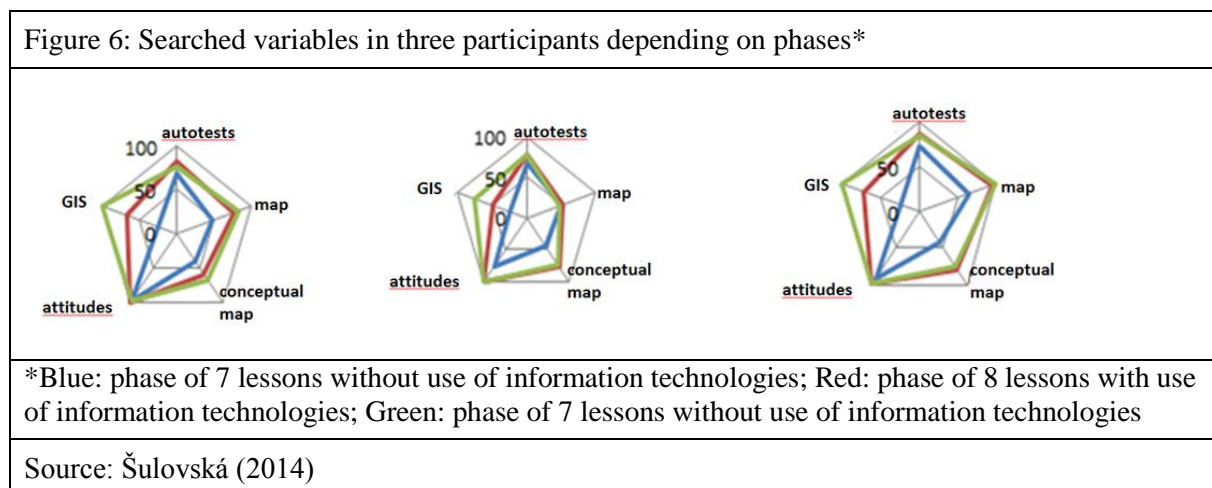 Figure 6: Searched variables in three participants depending on phases*
autotests
100
50
0
GIS
map
attitudes
conceptual
map
autotests
100
50
0
GIS
map
attitudes
conceptual
map
autotests
50
0
GIS
map
attitudes
conceptual
map
*Blue: phase of 7 lessons without use of information technologies; Red: phase of 8 lessons with use
of information technologies; Green: phase of 7 lessons without use of information technologies
Source: Šulovská (2014)